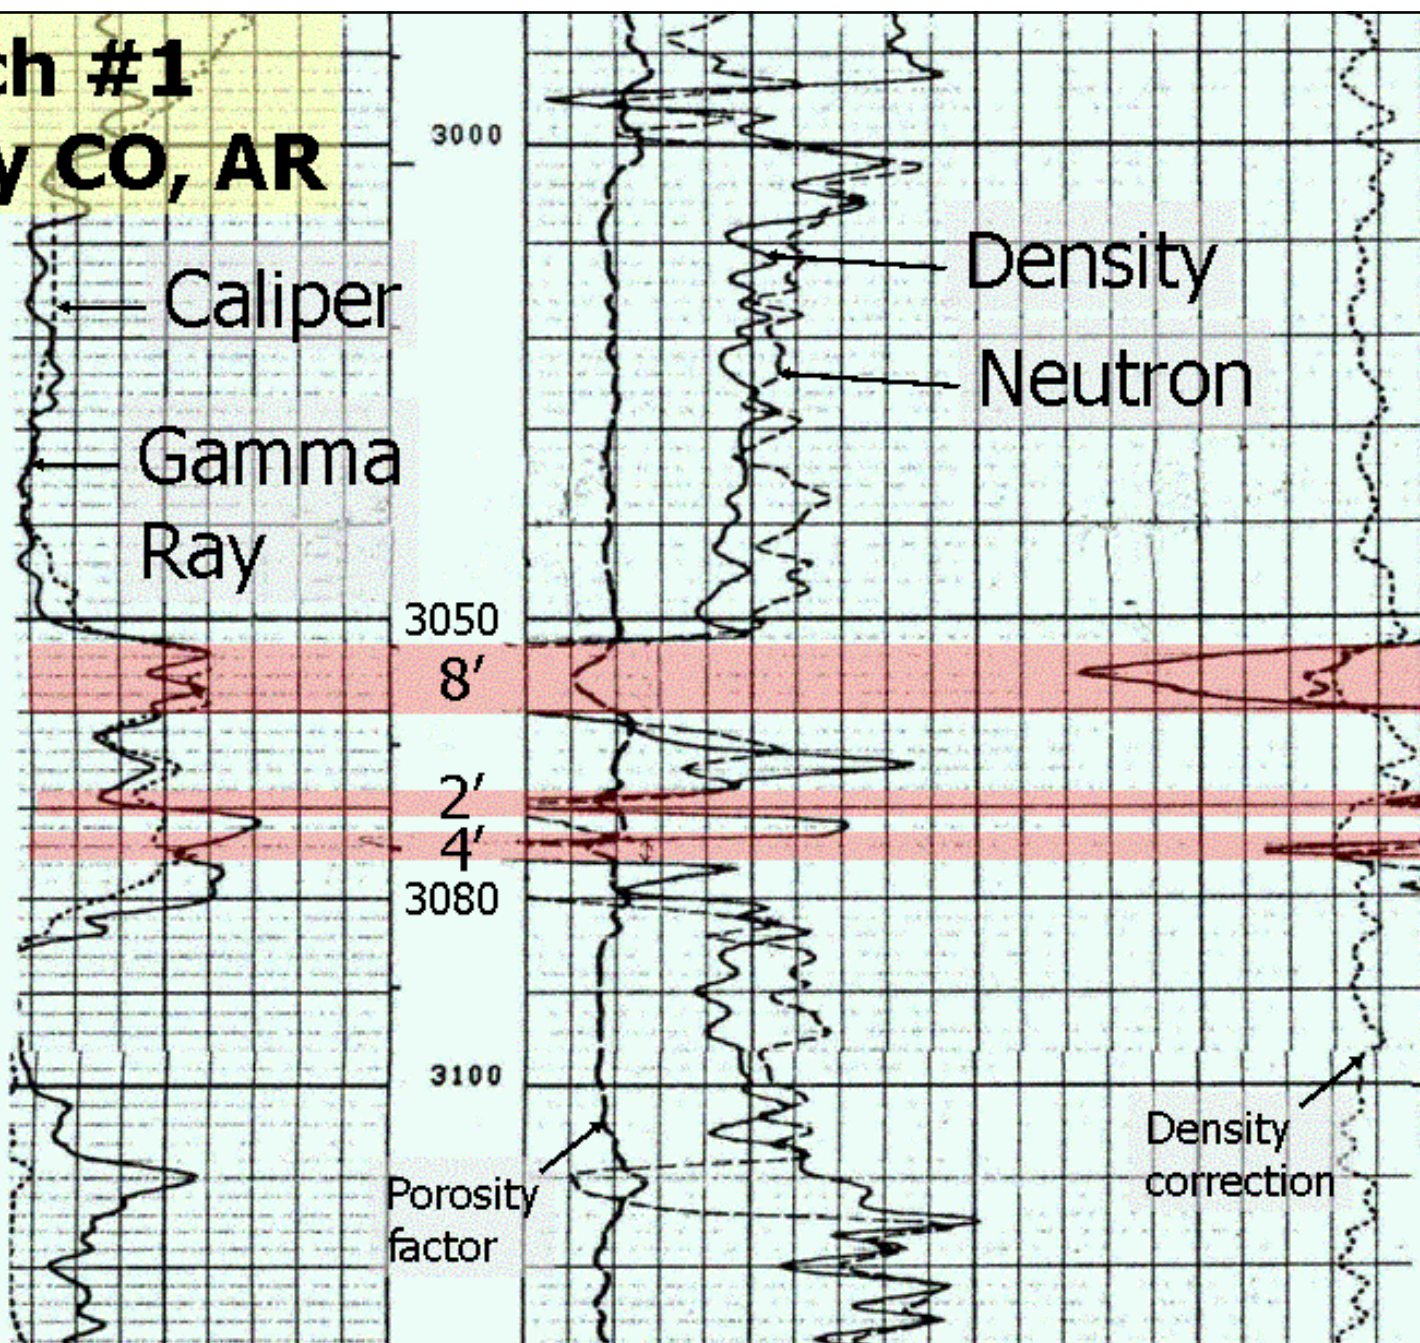 ch #1
y CO, AR
3000
Density
Caliper
Neutron
Gamma
Ray
3050
8′
2′
4′
3080
3100
Density
correction
Porosity
factor